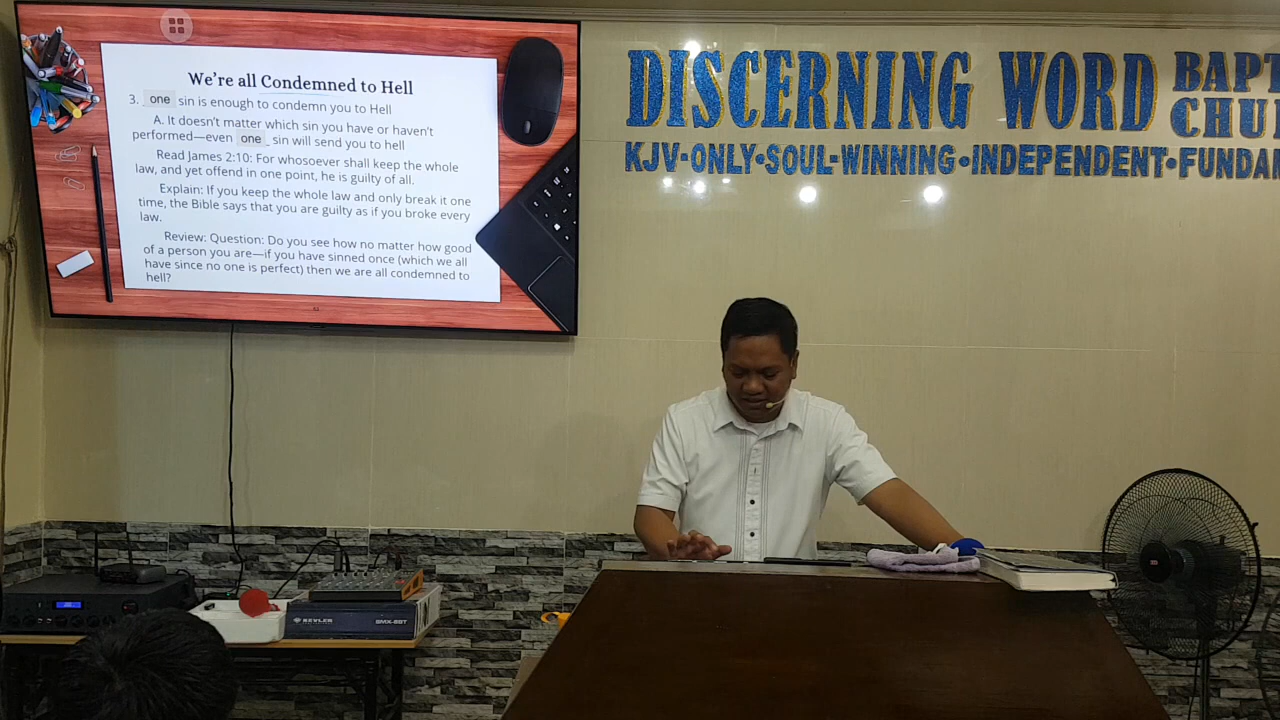 We're all Condemned to Hell
3. one sin is enough to condemn you to Hell
A. It doesn't matter which sin you have or haven't
performed—even one sin will send you to hell
Read James 2:10: For whosoever shall keep the whole
law, and yet offend in one point, he is guilty of all.
Explain: If you keep the whole law and only break it one
time, the Bible says that you are guilty as if you broke every
law.
Review: Question: Do you see how no matter how good
of a person you are—if you have sinned once (which we all
have since no one is perfect) then we are all condemned to
hell?
DISCERNING WORD BAPT
CHU
KJV-ONLY•SOUL-WINNING•INDEPENDENT•FUNDAM
KEVLER SMX-8BT